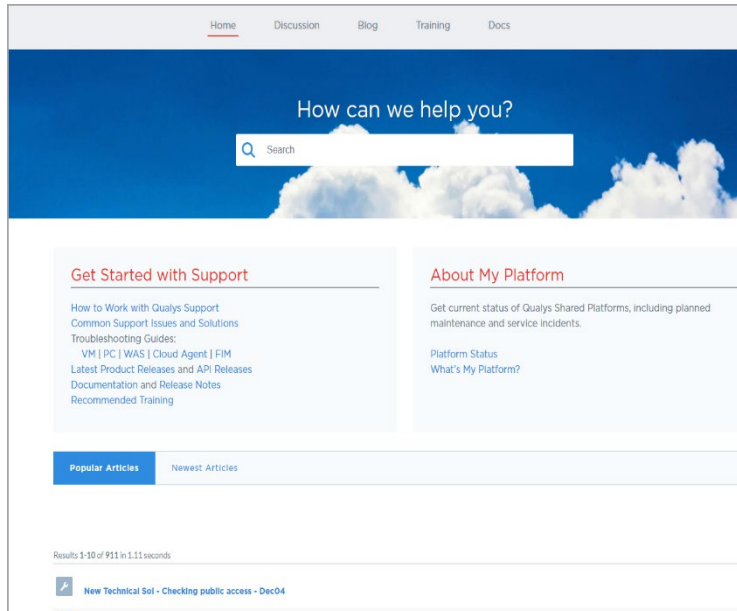 Home Discussion Blog Training Docs
How can we help you?
Search
Get Started with Support
How to Work with Qualys Support
Common Support Issues and Solutions
Troubleshooting Guides:
VM | PC | WAS | Cloud Agent | FIM
Latest Product Releases and API Releases
Documentation and Release Notes
Recommended Training
About My Platform
Get current status of Qualys Shared Platforms, including planned
maintenance and service incidents.
Platform Status
What's My Platform?
Popular Articles Newest Articles
Results 1-10 of 911 in 1.11 seconds
New Technical Sol - Checking public access - Dec04